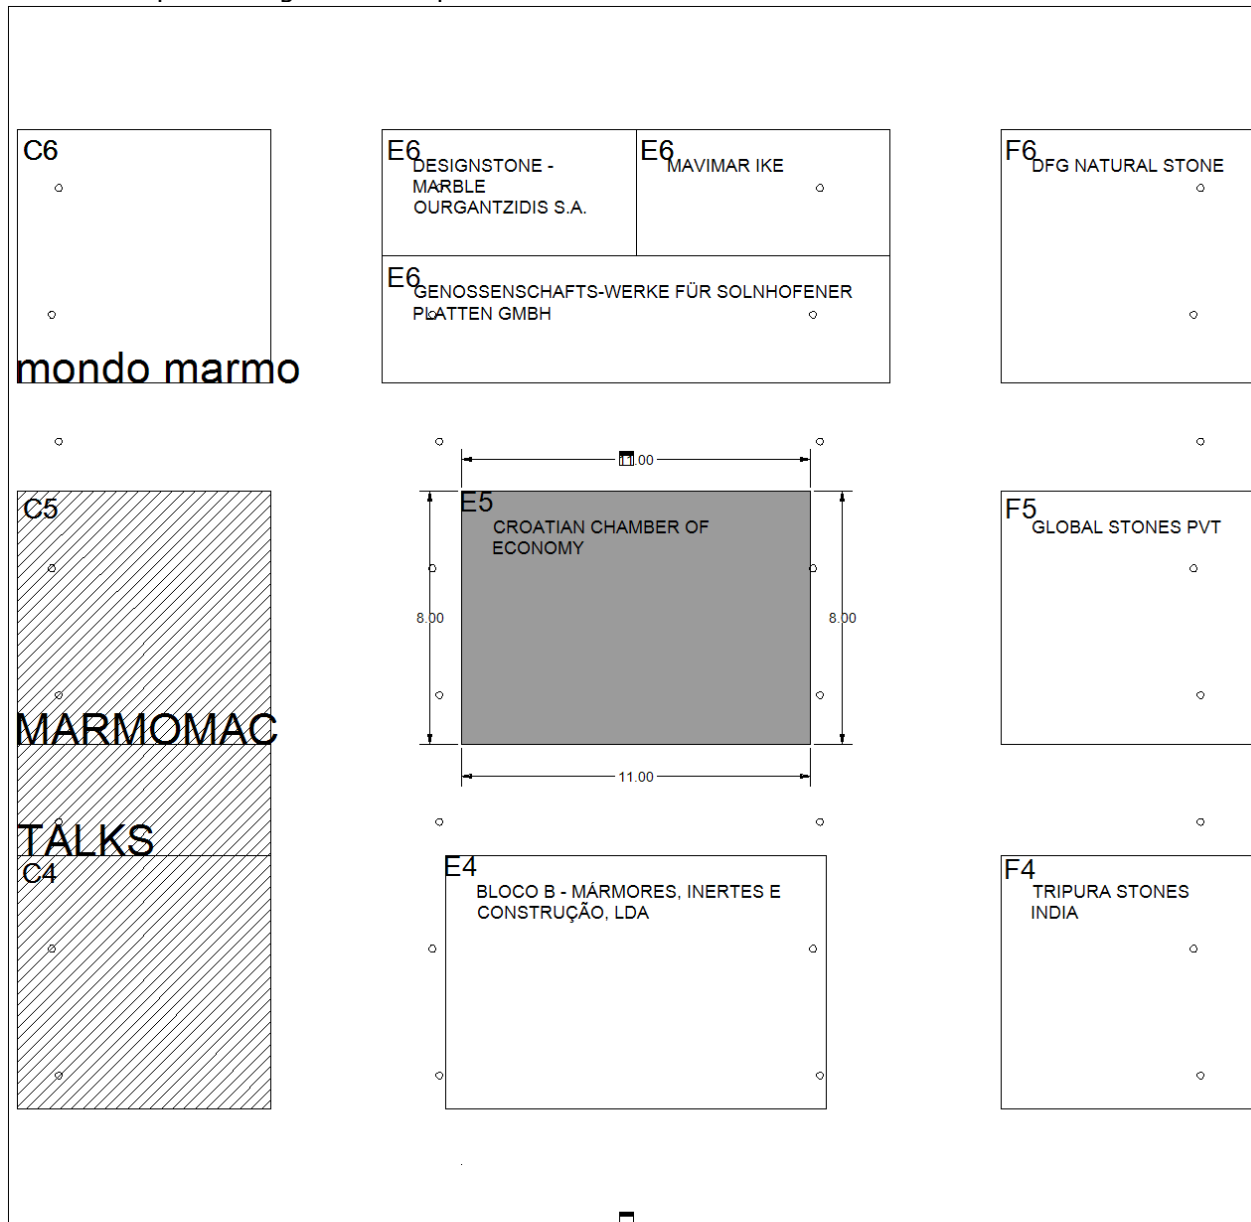 C6
mondo marmo
E6
DESIGNSTONE -
MARBLE
OURGANTZIDIS S.A.
E6
MAVIMAR IKE
E6
GENOSSENSCHAFTS-WERKE FÜR SOLNHOFENER
PLATTEN GMBH
F6
DFG NATURAL STONE
C5
MARMOMAC
TALKS
C4
11.00
E5
CROATIAN CHAMBER OF
ECONOMY
8.00
8.00
11.00
F5
GLOBAL STONES PVT
E4
BLOCO B - MÁRMORES, INERTES E
CONSTRUÇÃO, LDA
F4
TRIPURA STONES
INDIA